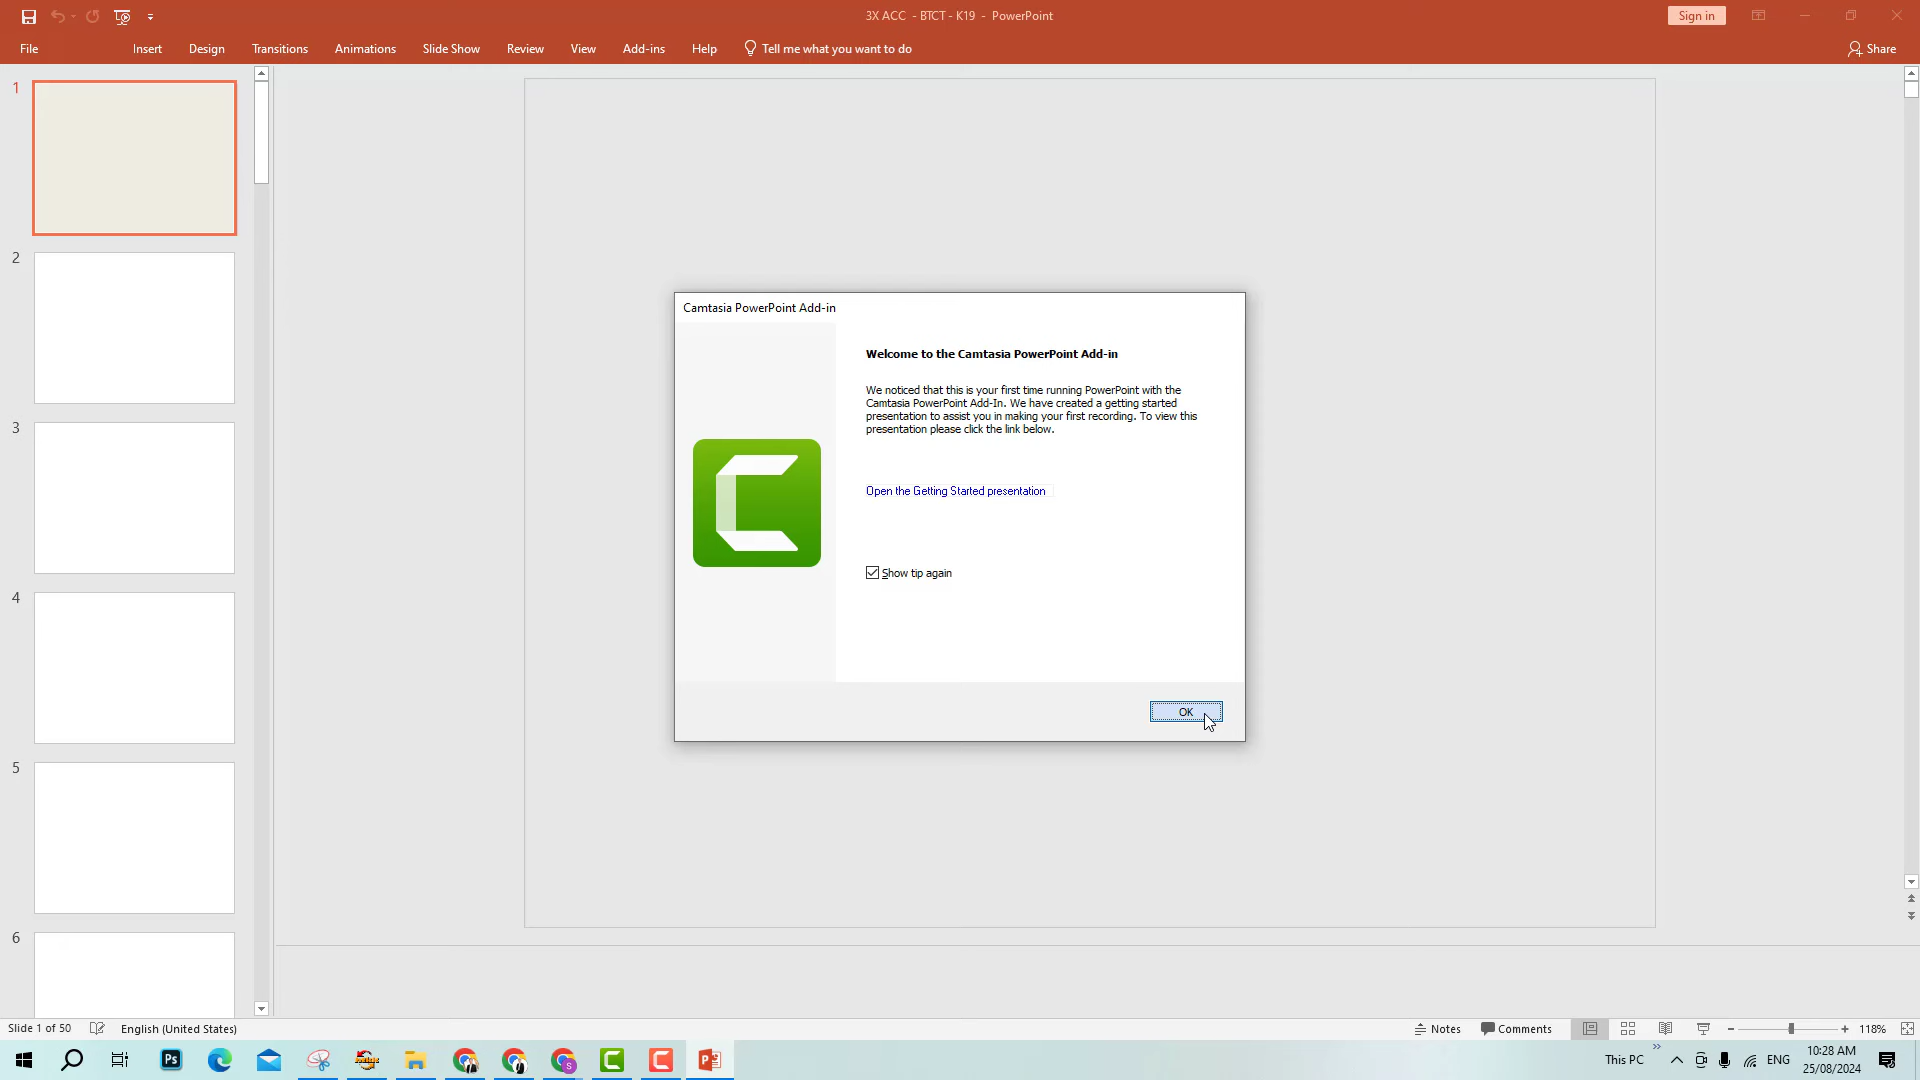 3X ACC - BTCT - K19 - PowerPoint
Sign in
File
Insert
Design
Transitions
Animations
Slide Show
Review
View
Add-ins
Help
Tell me what you want to do
Share
1
2
3
4
5
6
Camtasia PowerPoint Add-in
Welcome to the Camtasia PowerPoint Add-in
We noticed that this is your first time running PowerPoint with the
Camtasia PowerPoint Add-In. We have created a getting started
presentation to assist you in making your first recording. To view this
presentation please click the link below.
Open the Getting Started presentation
Show tip again
OK
Slide 1 of 50
English (United States)
Notes
Comments
118%
Ps
This PC
ENG
10:28 AM
25/08/2024